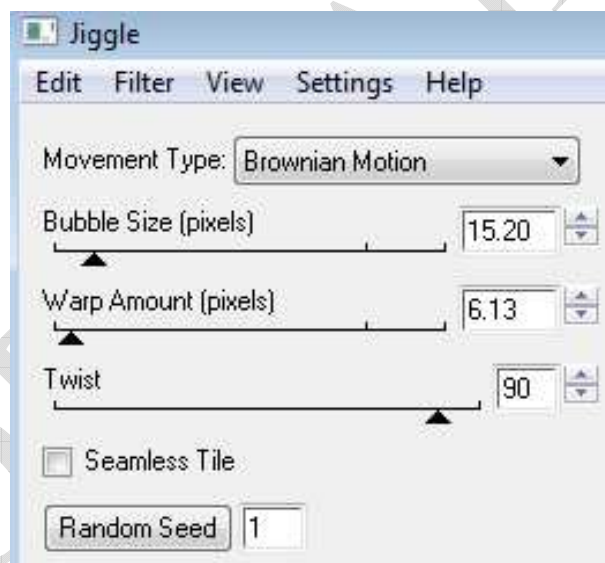 Jiggle
Edit Filter View Settings Help
Movement Type: Brownian Motion
Bubble Size (pixels) 15.20
Warp Amount (pixels) 6.13
Twist 90
Seamless Tile
Random Seed 1